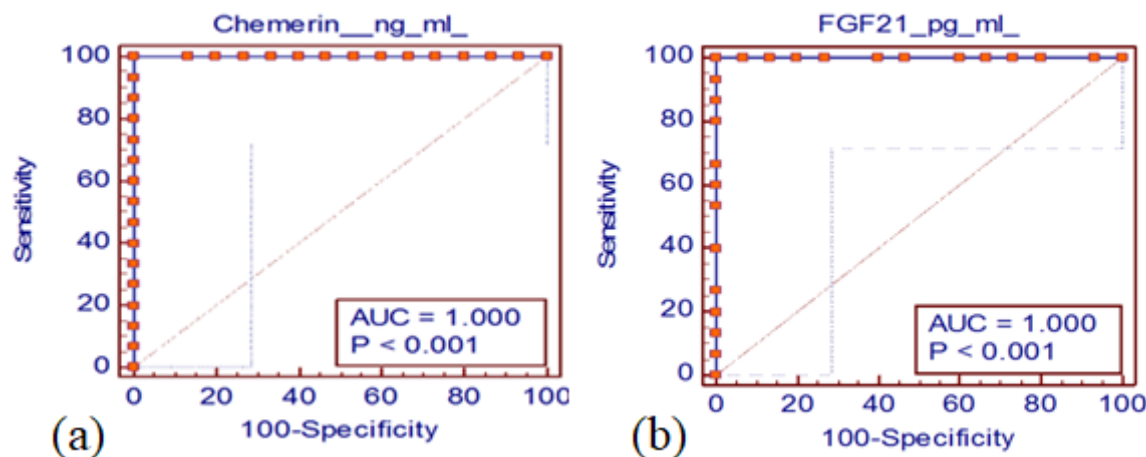 Chemerin__ng_ml_
100
80
60
40
20
0
Sensitivity
AUC = 1.000
P < 0.001
0 20 40 60 80 100
100-Specificity
(a)
FGF21_pg_ml_
100
80
60
40
20
0
Sensitivity
AUC = 1.000
P < 0.001
0 20 40 60 80 100
100-Specificity
(b)